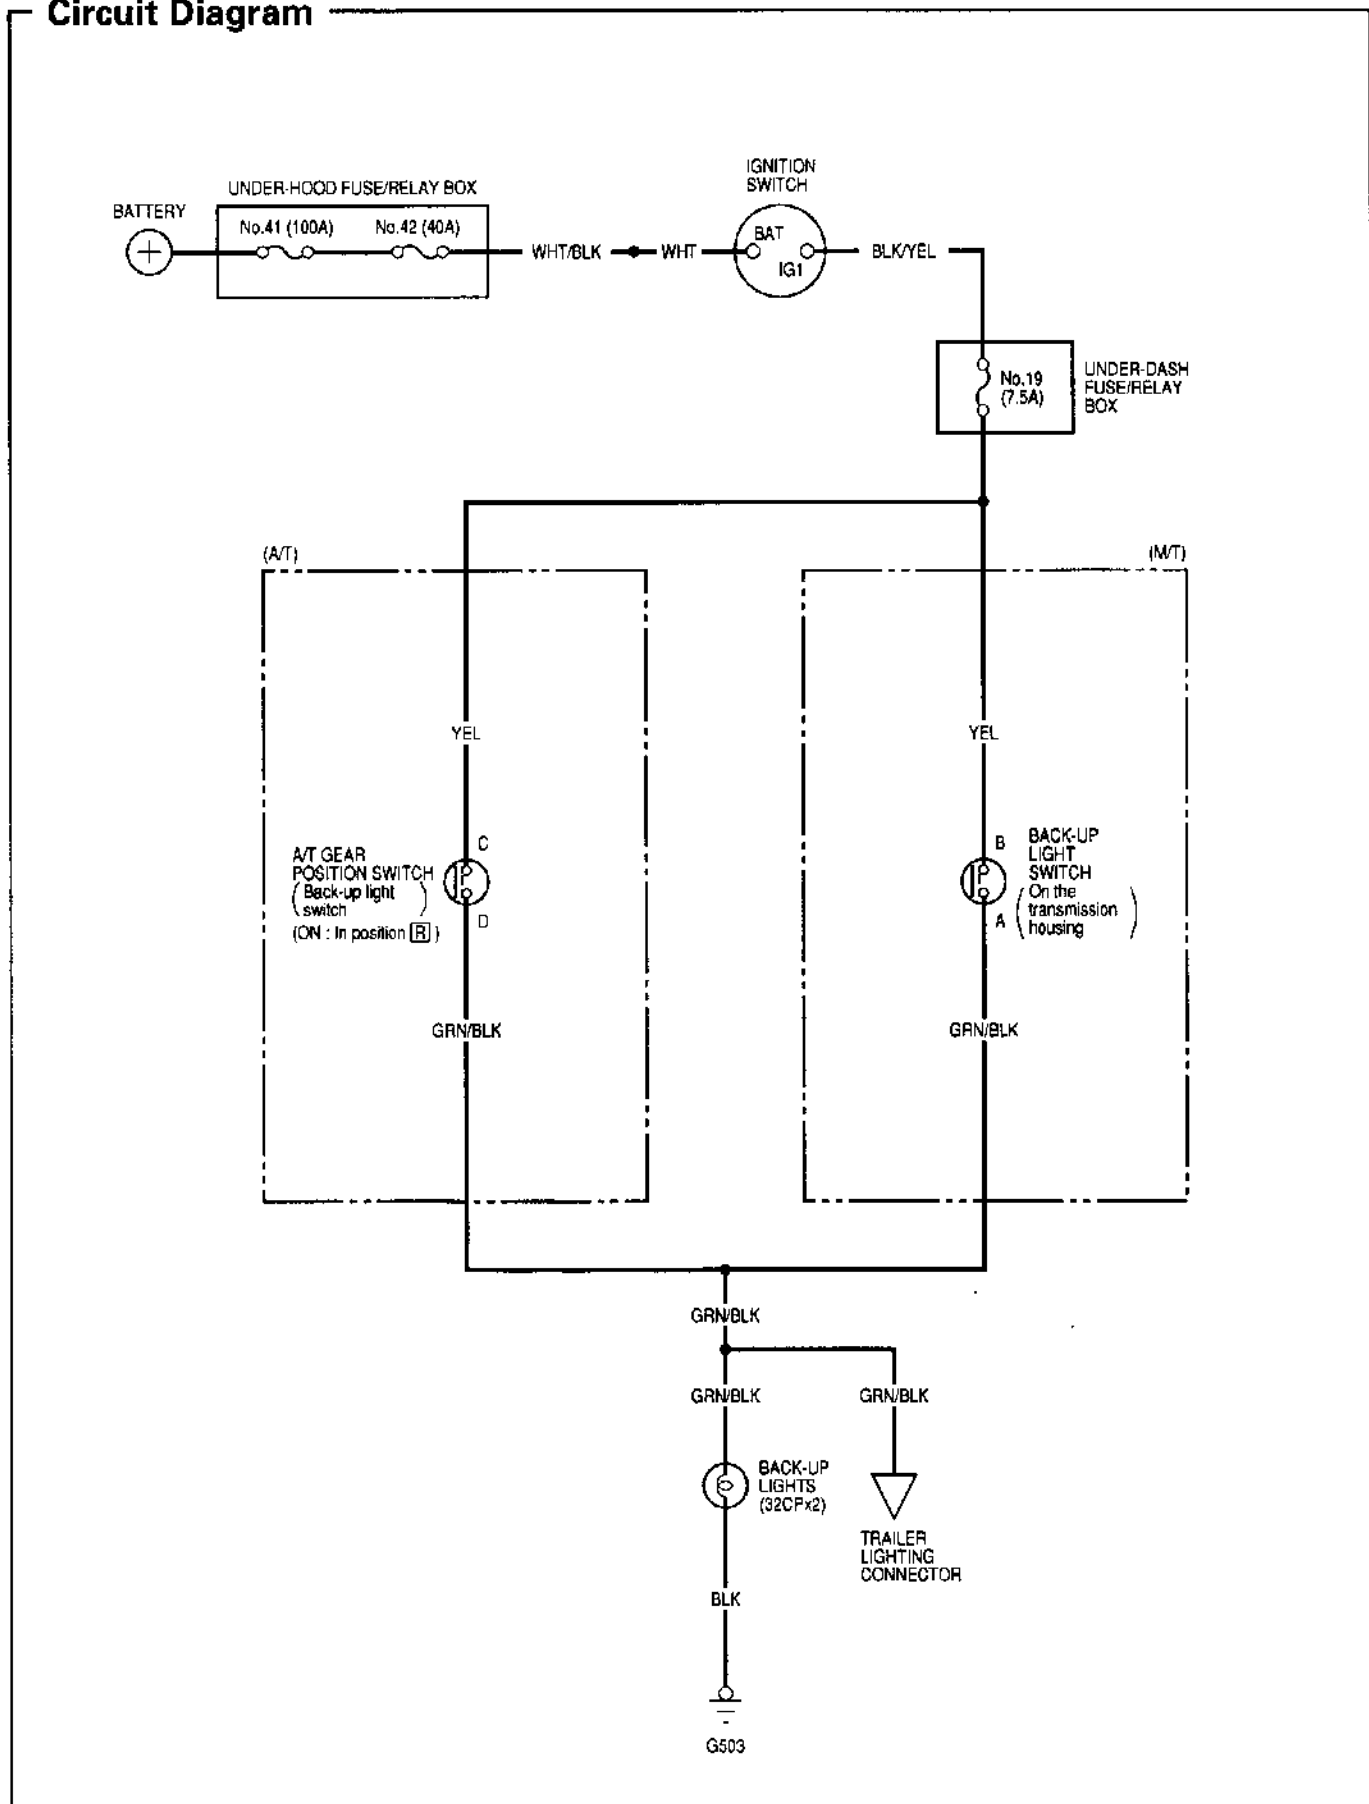 Circuit Diagram
IGNITION
SWITCH
UNDER-HOOD FUSE/RELAY BOX
BATTERY
No.41 (100A)
No.42 (40A)
WHT/BLK
WHT
BAT
IG1
BLK/YEL
No.19
(7.5A)
UNDER-DASH
FUSE/RELAY
BOX
(A/T)
(M/T)
YEL
YEL
C
A/T GEAR
POSITION SWITCH
(Back-up light
switch)
(ON : In position R)
D
B
BACK-UP
LIGHT
SWITCH
(On the
transmission
housing)
A
GRN/BLK
GRN/BLK
GRN/BLK
GRN/BLK
GRN/BLK
BACK-UP
LIGHTS
(32CPx2)
TRAILER
LIGHTING
CONNECTOR
BLK
G503